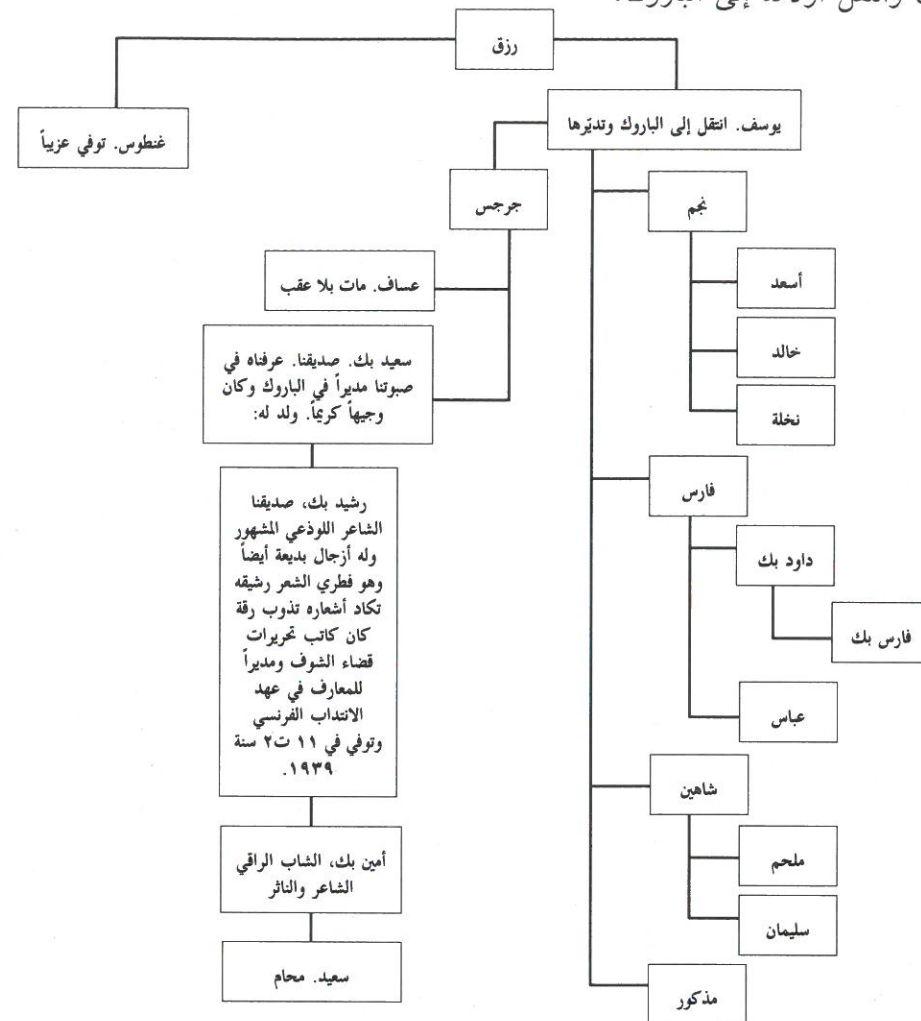 وانتقل أولاده إلى الباروك.
رزق
يوسف. انتقل إلى الباروك وتديّرها
غنطوس. توفي عزيباً
نجم
أسعد
خالد
نخلة
فارس
داود بك
فارس بك
عباس
شاهين
ملحم
سليمان
مذكور
جرجس
عساف. مات بلا عقب
سعيد بك. صديقنا. عرفناه في
صبوتنا مديراً في الباروك وكان
وجيهاً كريماً. ولد له:
رشيد بك، صديقنا
الشاعر اللوذعي المشهور
وله أزجال بديعة أيضاً
وهو فطري الشعر رشيقه
تكاد أشعاره تذوب رقة
كان كاتب تحريرات
قضاء الشوف ومديراً
للمعارف في عهد
الانتداب الفرنسي
وتوفي في ١١ ت٢ سنة
١٩٣٩.
أمين بك، الشاب الراقي
الشاعر والناثر
سعيد. محام